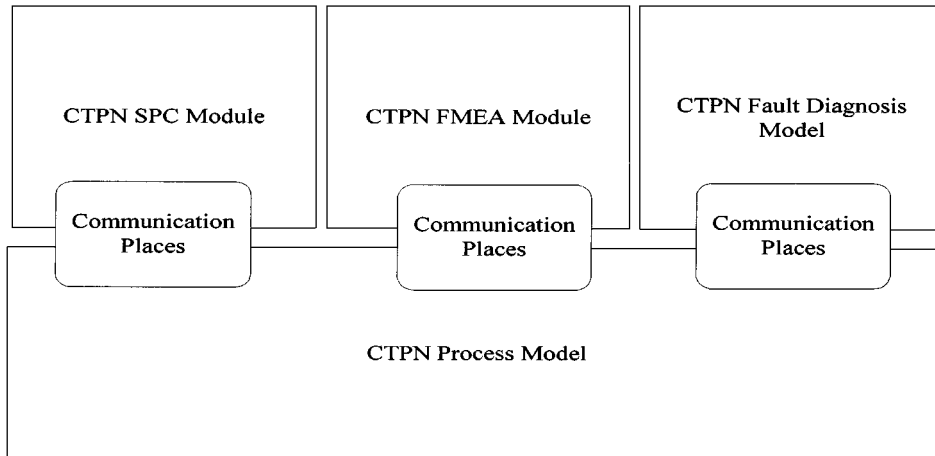 CTPN SPC Module
CTPN FMEA Module
CTPN Fault Diagnosis
Model
Communication
Places
Communication
Places
Communication
Places
CTPN Process Model